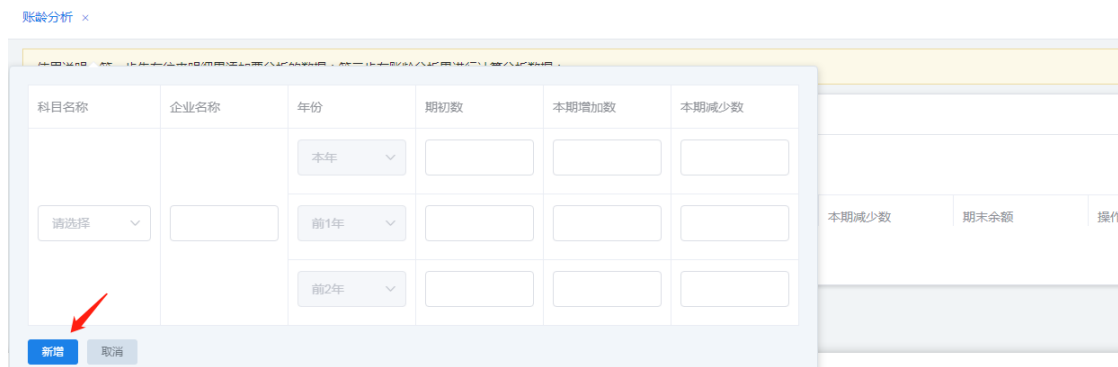 账龄分析 ×
科目名称 企业名称 年份 期初数 本期增加数 本期减少数
本年
请选择 前1年
本期减少数 期末余额 操作
前2年
新增 取消